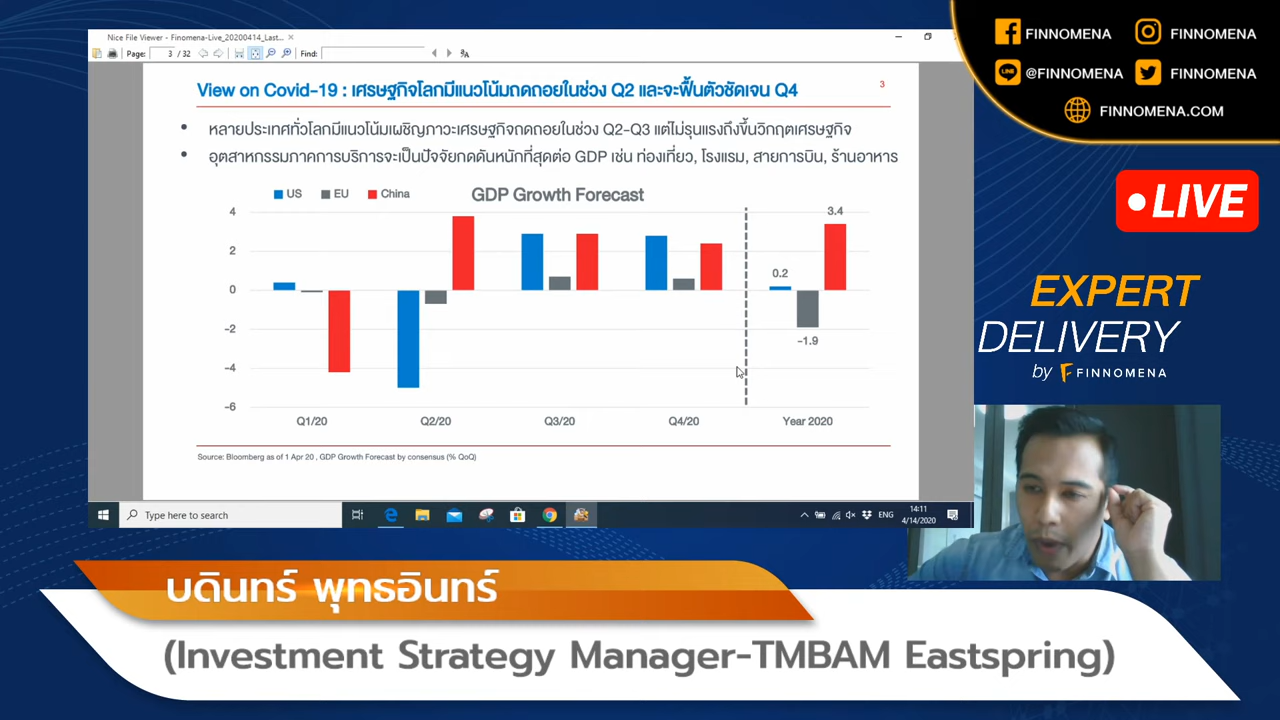 Nice File Viewer - Finomena-Live_20200414_Last...
Page: 3 / 32 Find:
View on Covid-19 : เศรษฐกิจโลกมีแนวโน้มถดถอยในช่วง Q2 และจะฟื้นตัวชัดเจน Q4
3
• หลายประเทศทั่วโลกมีแนวโน้มเผชิญภาวะเศรษฐกิจถดถอยในช่วง Q2-Q3 แต่ไม่รุนแรงถึงขึ้นวิกฤตเศรษฐกิจ
• อุตสาหกรรมภาคการบริการจะเป็นปัจจัยกดดันหนักที่สุดต่อ GDP เช่น ท่องเที่ยว, โรงแรม, สายการบิน, ร้านอาหาร
US EU China
GDP Growth Forecast
4
2
0
-2
-4
-6
3.4
0.2
-1.9
Q1/20 Q2/20 Q3/20 Q4/20 Year 2020
Source: Bloomberg as of 1 Apr 20 , GDP Growth Forecast by consensus (% QoQ)
Type here to search
ENG
14:11
4/14/2020
FINNOMENA FINNOMENA
@FINNOMENA FINNOMENA
FINNOMENA.COM
LIVE
EXPERT
DELIVERY
by FINNOMENA
บดินทร์ พุทธอินทร์
(Investment Strategy Manager-TMBAM Eastspring)